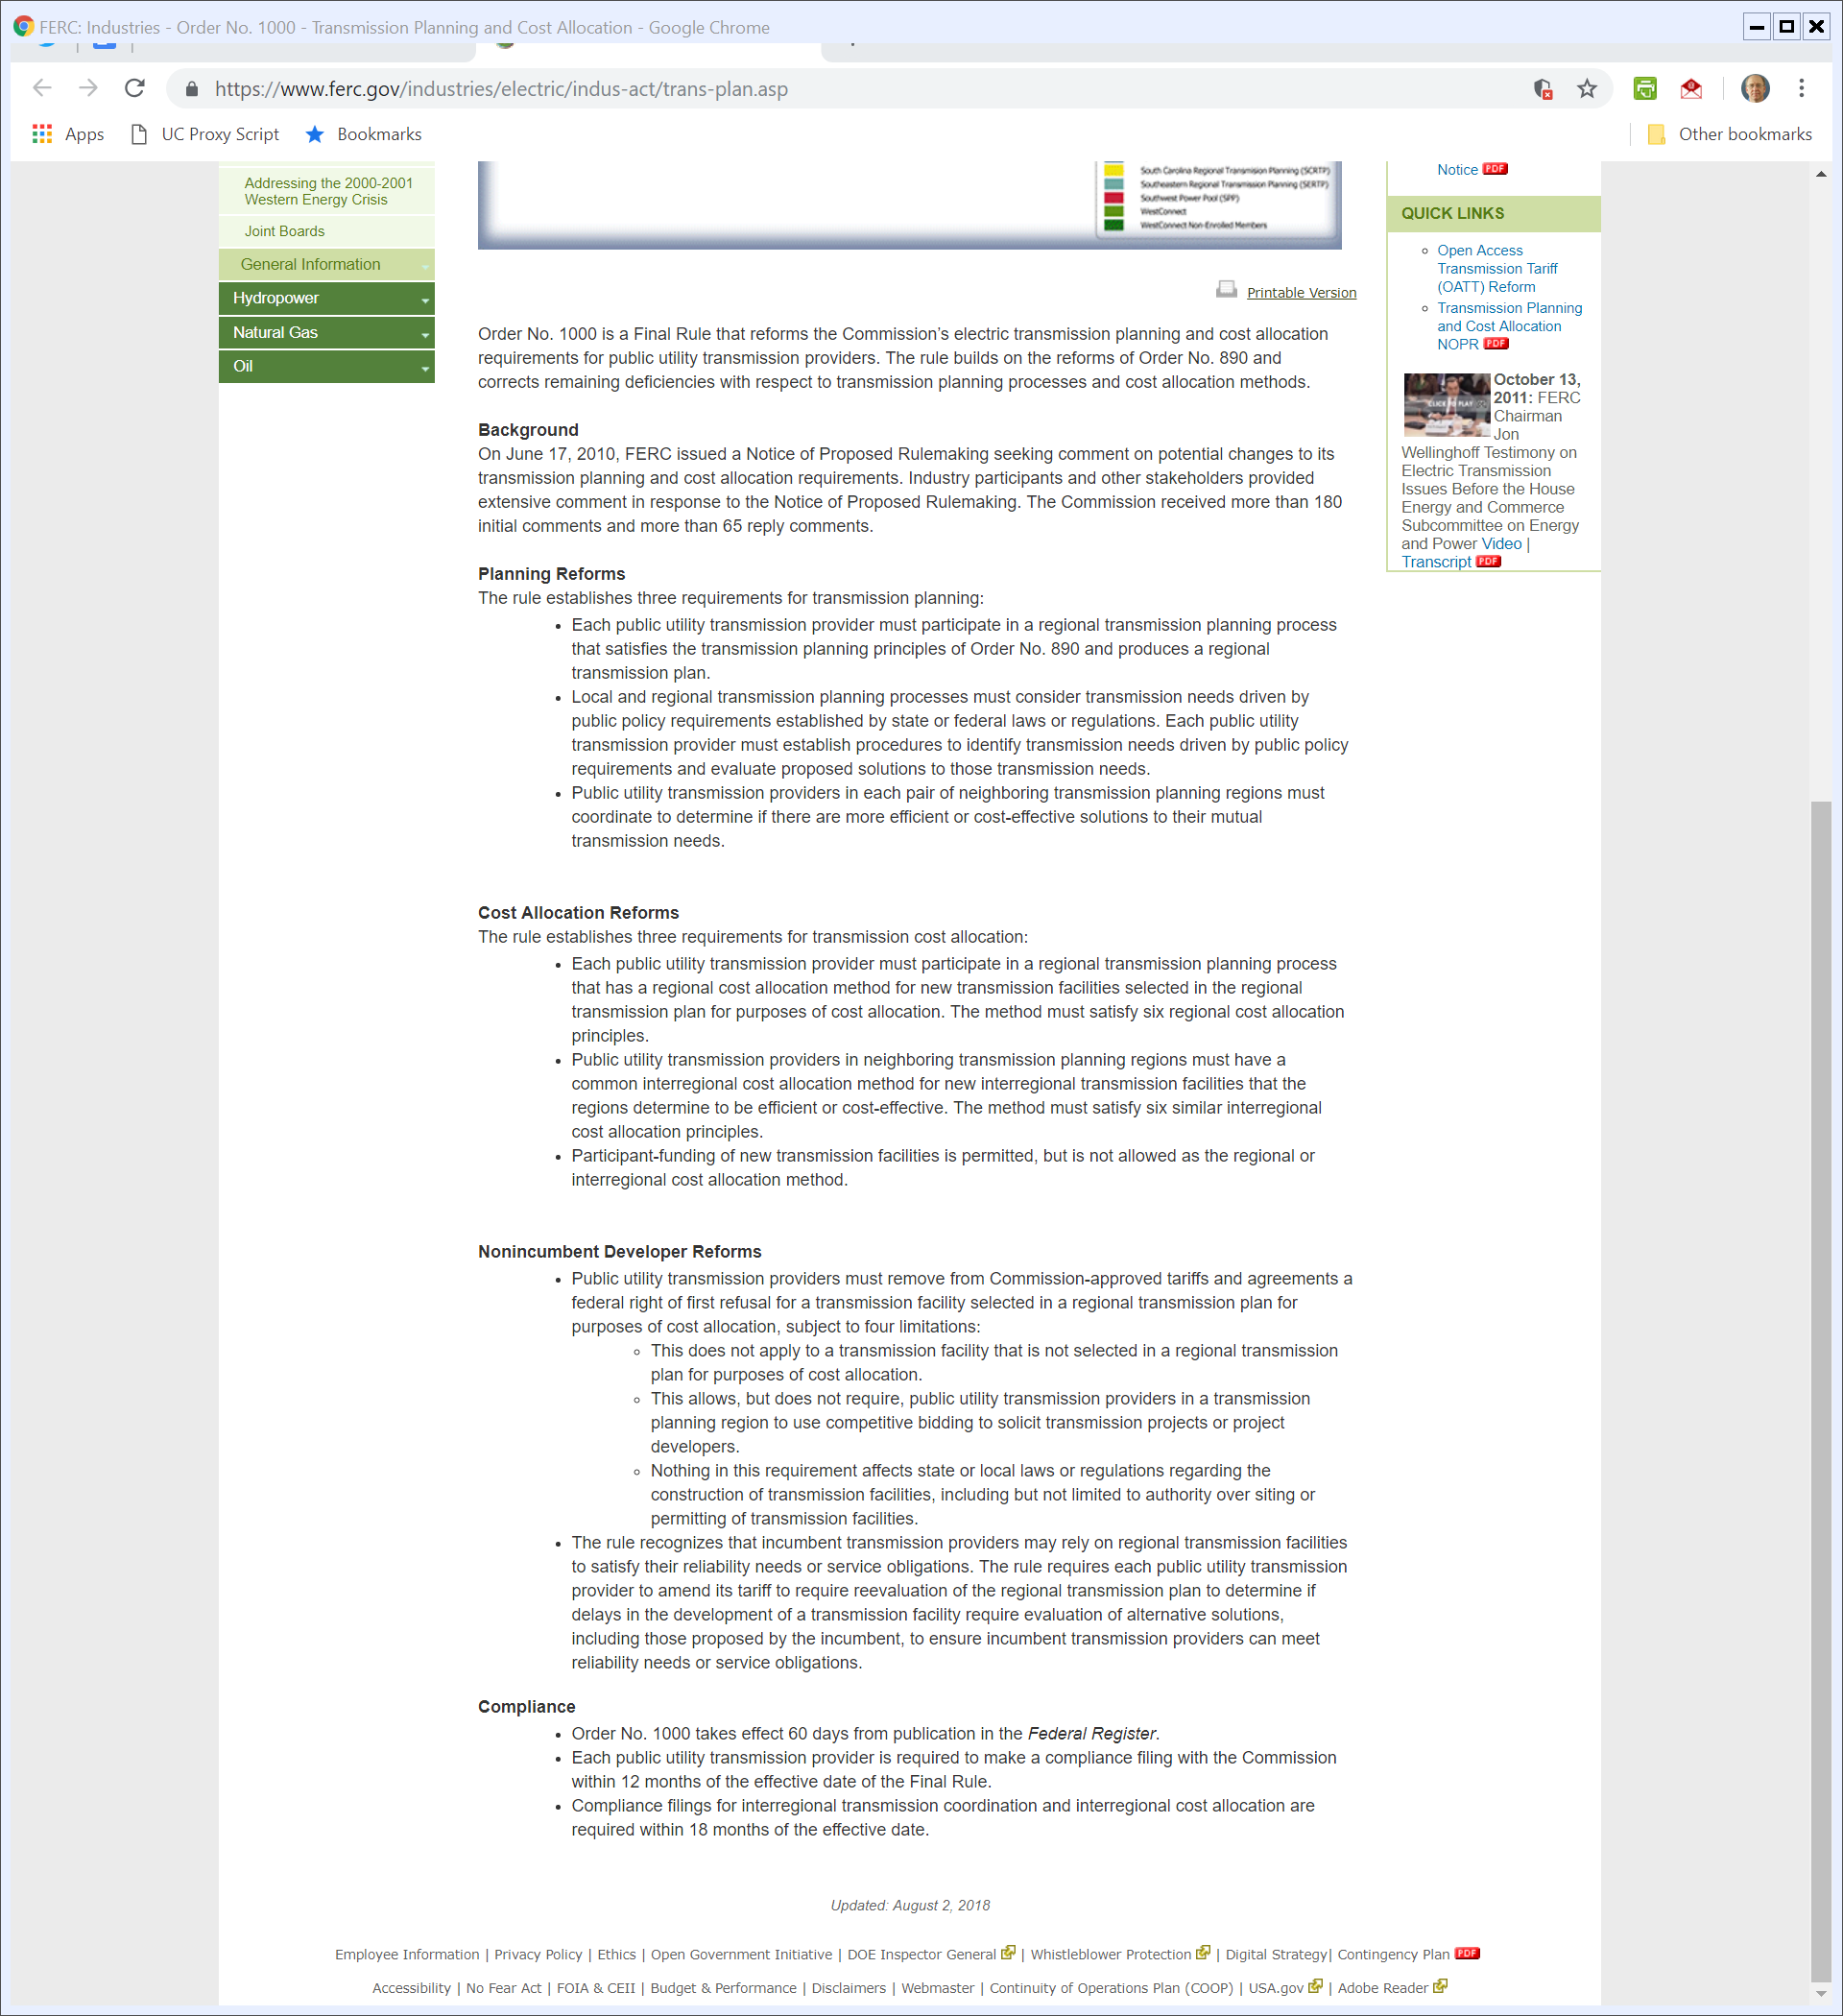 FERC: Industries - Order No. 1000 - Transmission Planning and Cost Allocation - Google Chrome
https://www.ferc.gov/industries/electric/indus-act/trans-plan.asp
Apps
UC Proxy Script
Bookmarks
Other bookmarks
Addressing the 2000-2001
Western Energy Crisis
Joint Boards
General Information
Hydropower
Natural Gas
Oil
South Carolina Regional Transmission Planning (SCRTP)
Southeastern Regional Transmission Planning (SERTP)
Southwest Power Pool (SPP)
WestConnect
WestConnect Non-Enrolled Members
Printable Version
Order No. 1000 is a Final Rule that reforms the Commission's electric transmission planning and cost allocation
requirements for public utility transmission providers. The rule builds on the reforms of Order No. 890 and
corrects remaining deficiencies with respect to transmission planning processes and cost allocation methods.
Background
On June 17, 2010, FERC issued a Notice of Proposed Rulemaking seeking comment on potential changes to its
transmission planning and cost allocation requirements. Industry participants and other stakeholders provided
extensive comment in response to the Notice of Proposed Rulemaking. The Commission received more than 180
initial comments and more than 65 reply comments.
Planning Reforms
The rule establishes three requirements for transmission planning:
• Each public utility transmission provider must participate in a regional transmission planning process
that satisfies the transmission planning principles of Order No. 890 and produces a regional
transmission plan.
• Local and regional transmission planning processes must consider transmission needs driven by
public policy requirements established by state or federal laws or regulations. Each public utility
transmission provider must establish procedures to identify transmission needs driven by public policy
requirements and evaluate proposed solutions to those transmission needs.
• Public utility transmission providers in each pair of neighboring transmission planning regions must
coordinate to determine if there are more efficient or cost-effective solutions to their mutual
transmission needs.
Cost Allocation Reforms
The rule establishes three requirements for transmission cost allocation:
• Each public utility transmission provider must participate in a regional transmission planning process
that has a regional cost allocation method for new transmission facilities selected in the regional
transmission plan for purposes of cost allocation. The method must satisfy six regional cost allocation
principles.
• Public utility transmission providers in neighboring transmission planning regions must have a
common interregional cost allocation method for new interregional transmission facilities that the
regions determine to be efficient or cost-effective. The method must satisfy six similar interregional
cost allocation principles.
• Participant-funding of new transmission facilities is permitted, but is not allowed as the regional or
interregional cost allocation method.
Nonincumbent Developer Reforms
• Public utility transmission providers must remove from Commission-approved tariffs and agreements a
federal right of first refusal for a transmission facility selected in a regional transmission plan for
purposes of cost allocation, subject to four limitations:
◦ This does not apply to a transmission facility that is not selected in a regional transmission
plan for purposes of cost allocation.
◦ This allows, but does not require, public utility transmission providers in a transmission
planning region to use competitive bidding to solicit transmission projects or project
developers.
◦ Nothing in this requirement affects state or local laws or regulations regarding the
construction of transmission facilities, including but not limited to authority over siting or
permitting of transmission facilities.
• The rule recognizes that incumbent transmission providers may rely on regional transmission facilities
to satisfy their reliability needs or service obligations. The rule requires each public utility transmission
provider to amend its tariff to require reevaluation of the regional transmission plan to determine if
delays in the development of a transmission facility require evaluation of alternative solutions,
including those proposed by the incumbent, to ensure incumbent transmission providers can meet
reliability needs or service obligations.
Compliance
• Order No. 1000 takes effect 60 days from publication in the Federal Register.
• Each public utility transmission provider is required to make a compliance filing with the Commission
within 12 months of the effective date of the Final Rule.
• Compliance filings for interregional transmission coordination and interregional cost allocation are
required within 18 months of the effective date.
Notice PDF
QUICK LINKS
◦ Open Access
Transmission Tariff
(OATT) Reform
◦ Transmission Planning
and Cost Allocation
NOPR PDF
CLICK TO PLAY
October 13,
2011: FERC
Chairman
Jon
Wellinghoff Testimony on
Electric Transmission
Issues Before the House
Energy and Commerce
Subcommittee on Energy
and Power Video |
Transcript PDF
Updated: August 2, 2018
Employee Information | Privacy Policy | Ethics | Open Government Initiative | DOE Inspector General | Whistleblower Protection | Digital Strategy| Contingency Plan PDF
Accessibility | No Fear Act | FOIA & CEII | Budget & Performance | Disclaimers | Webmaster | Continuity of Operations Plan (COOP) | USA.gov | Adobe Reader